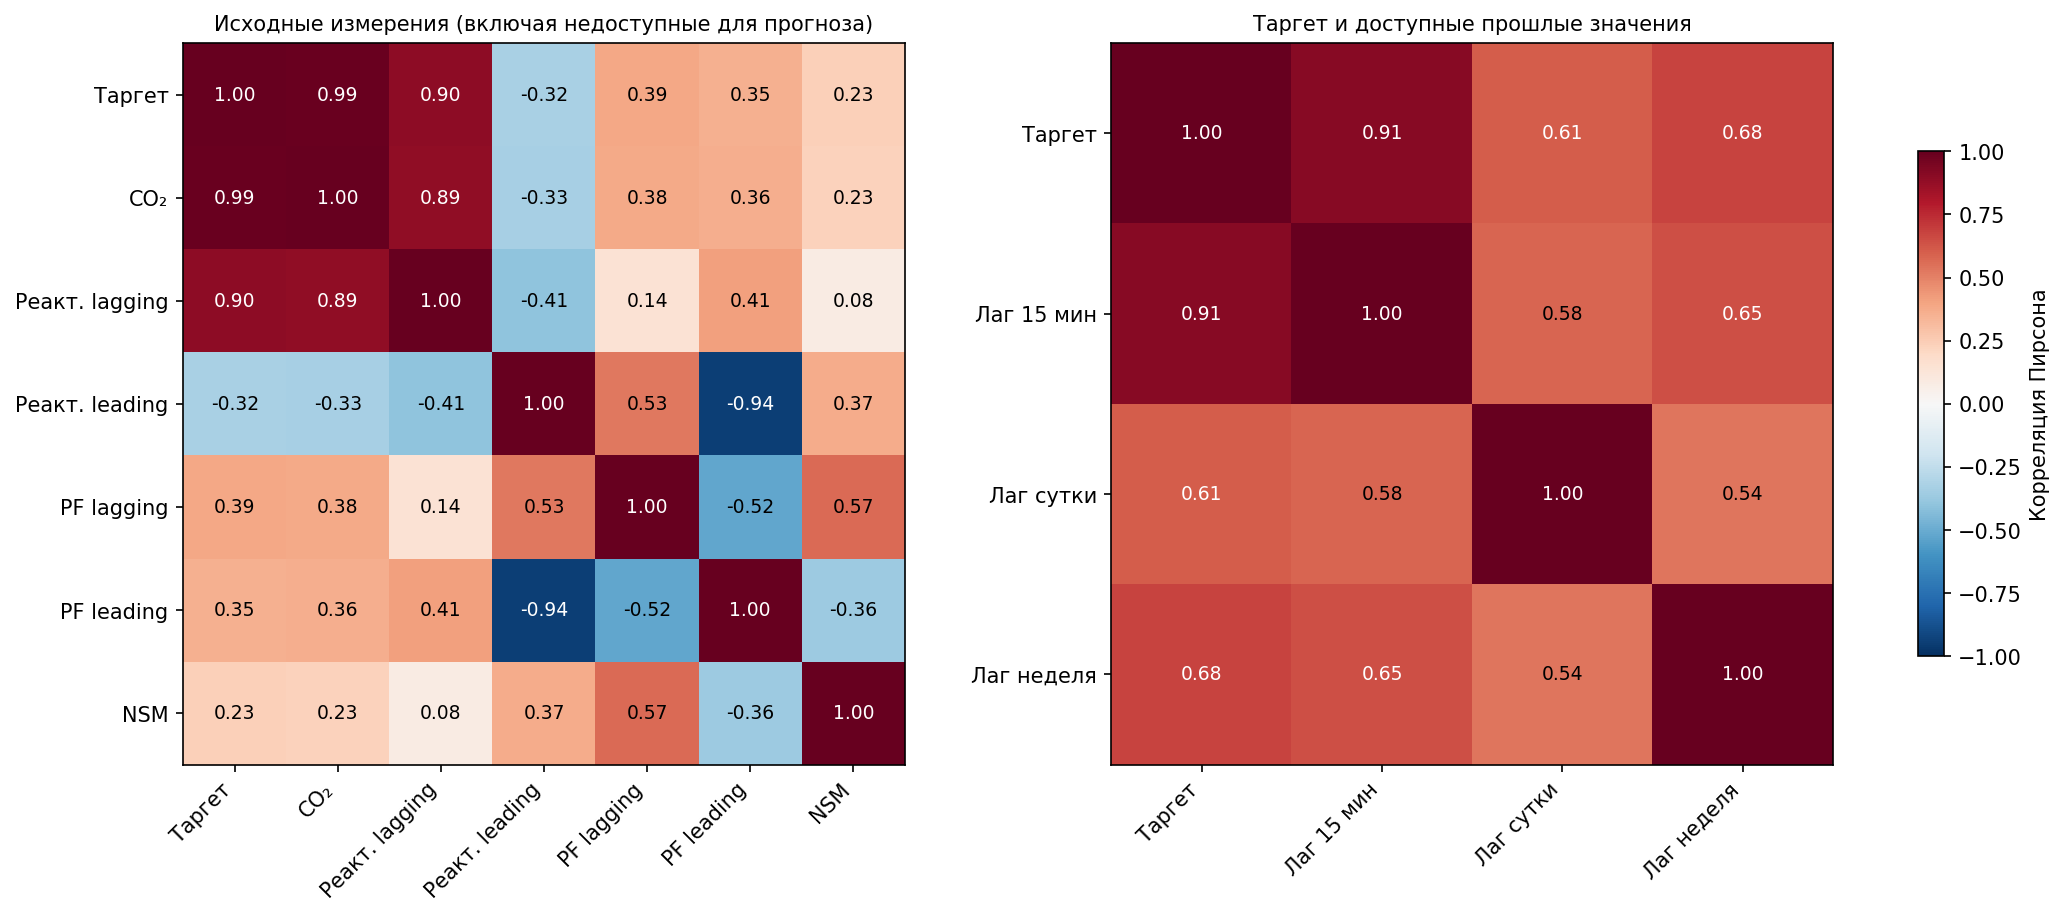 Исходные измерения (включая недоступные для прогноза)
Таргет 1.00 0.99 0.90 -0.32 0.39 0.35 0.23
CO₂ 0.99 1.00 0.89 -0.33 0.38 0.36 0.23
Реакт. lagging 0.90 0.89 1.00 -0.41 0.14 0.41 0.08
Реакт. leading -0.32 -0.33 -0.41 1.00 0.53 -0.94 0.37
PF lagging 0.39 0.38 0.14 0.53 1.00 -0.52 0.57
PF leading 0.35 0.36 0.41 -0.94 -0.52 1.00 -0.36
NSM 0.23 0.23 0.08 0.37 0.57 -0.36 1.00
Таргет
CO₂
Реакт. lagging
Реакт. leading
PF lagging
PF leading
NSM
Таргет и доступные прошлые значения
Таргет 1.00 0.91 0.61 0.68
Лаг 15 мин 0.91 1.00 0.58 0.65
Лаг сутки 0.61 0.58 1.00 0.54
Лаг неделя 0.68 0.65 0.54 1.00
Таргет
Лаг 15 мин
Лаг сутки
Лаг неделя
1.00
0.75
0.50
0.25
0.00
−0.25
−0.50
−0.75
−1.00
Корреляция Пирсона